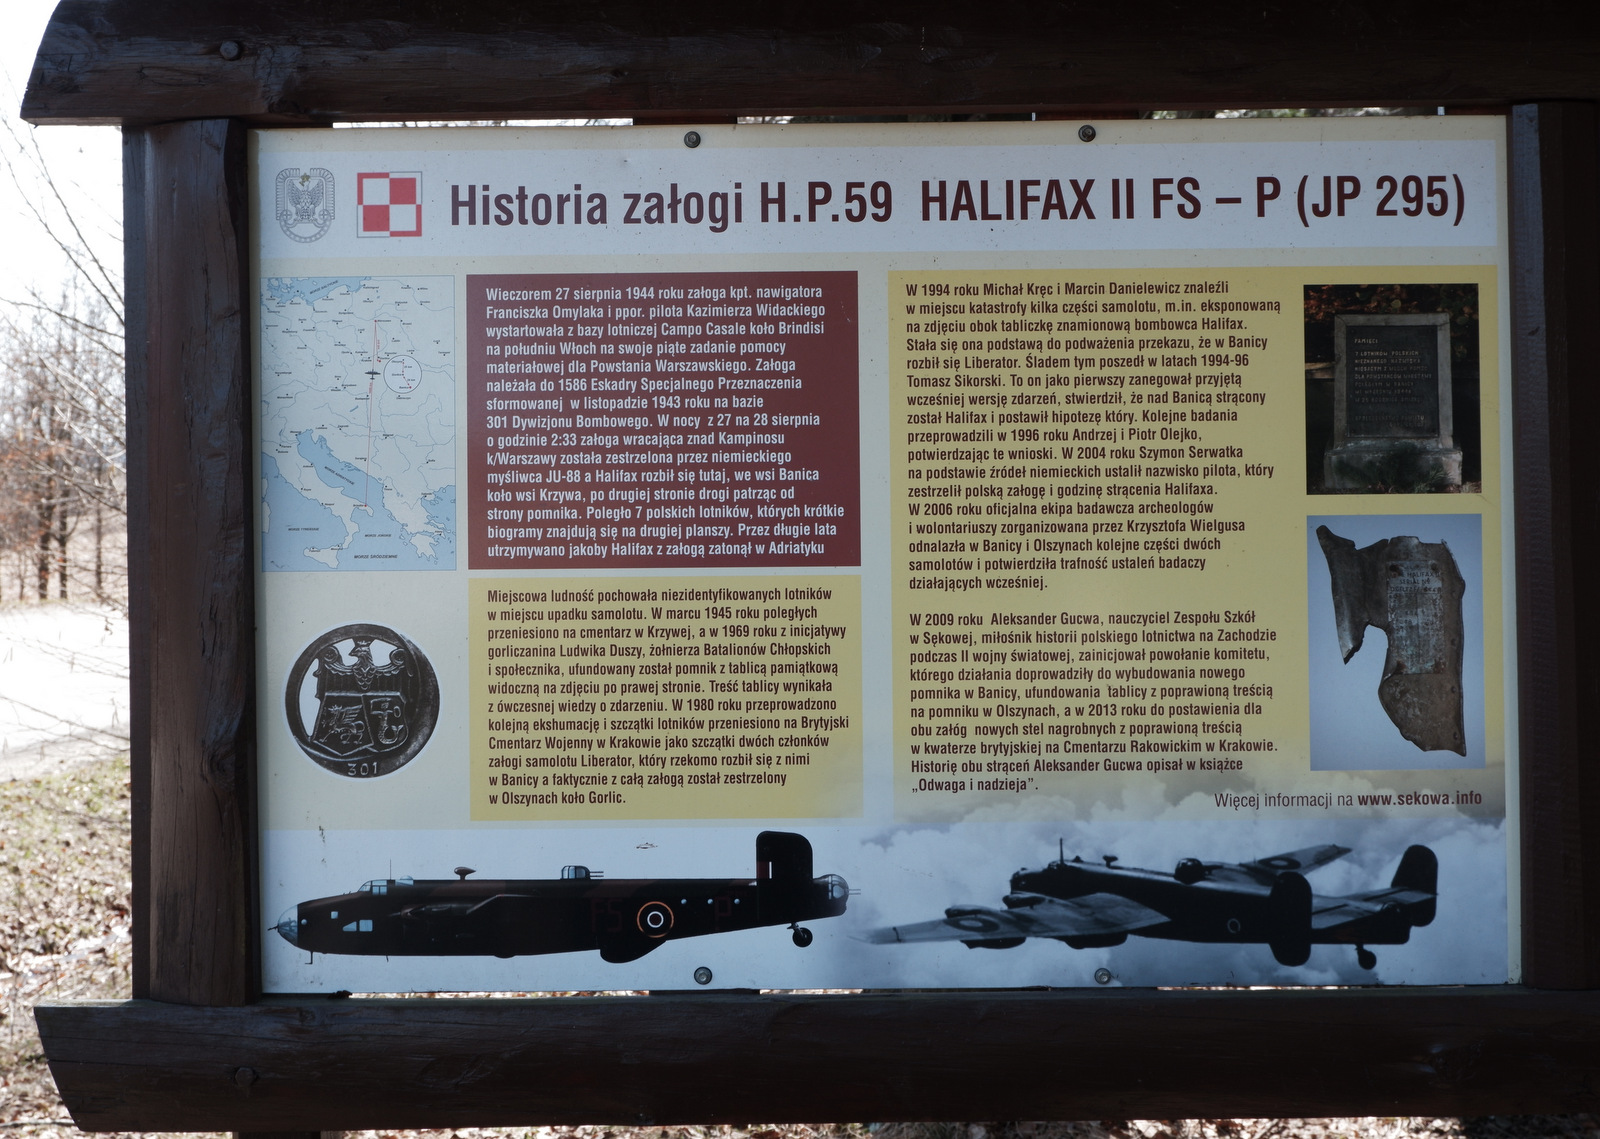 Historia załogi H.P.59 HALIFAX II FS – P (JP 295)
Wieczorem 27 sierpnia 1944 roku załoga kpt. nawigatora
Franciszka Omylaka i ppor. pilota Kazimierza Widackiego
wystartowała z bazy lotniczej Campo Casale koło Brindisi
na południu Włoch na swoje piąte zadanie pomocy
materiałowej dla Powstania Warszawskiego. Załoga
należała do 1586 Eskadry Specjalnego Przeznaczenia
sformowanej w listopadzie 1943 roku na bazie
301 Dywizjonu Bombowego. W nocy z 27 na 28 sierpnia
o godzinie 2:33 załoga wracająca znad Kampinosu
k/Warszawy została zestrzelona przez niemieckiego
myśliwca JU-88 a Halifax rozbił się tutaj, we wsi Banica
koło wsi Krzywa, po drugiej stronie drogi patrząc od
strony pomnika. Poległo 7 polskich lotników, których krótkie
biogramy znajdują się na drugiej planszy. Przez długie lata
utrzymywano jakoby Halifax z załogą zatonął w Adriatyku
Miejscowa ludność pochowała niezidentyfikowanych lotników
w miejscu upadku samolotu. W marcu 1945 roku poległych
przeniesiono na cmentarz w Krzywej, a w 1969 roku z inicjatywy
gorliczanina Ludwika Duszy, żołnierza Batalionów Chłopskich
i społecznika, ufundowany został pomnik z tablicą pamiątkową
widoczną na zdjęciu po prawej stronie. Treść tablicy wynikała
z ówczesnej wiedzy o zdarzeniu. W 1980 roku przeprowadzono
kolejną ekshumację i szczątki lotników przeniesiono na Brytyjski
Cmentarz Wojenny w Krakowie jako szczątki dwóch członków
załogi samolotu Liberator, który rzekomo rozbił się z nimi
w Banicy a faktycznie z całą załogą został zestrzelony
w Olszynach koło Gorlic.
301
W 1994 roku Michał Kręc i Marcin Danielewicz znaleźli
w miejscu katastrofy kilka części samolotu, m.in. eksponowaną
na zdjęciu obok tabliczkę znamionową bombowca Halifax.
Stała się ona podstawą do podważenia przekazu, że w Banicy
rozbił się Liberator. Śladem tym poszedł w latach 1994-96
Tomasz Sikorski. To on jako pierwszy zanegował przyjętą
wcześniej wersję zdarzeń, stwierdził, że nad Banicą strącony
został Halifax i postawił hipotezę który. Kolejne badania
przeprowadzili w 1996 roku Andrzej i Piotr Olejko,
potwierdzając te wnioski. W 2004 roku Szymon Serwatka
na podstawie źródeł niemieckich ustalił nazwisko pilota, który
zestrzelił polską załogę i godzinę strącenia Halifaxa.
W 2006 roku oficjalna ekipa badawcza archeologów
i wolontariuszy zorganizowana przez Krzysztofa Wielgusa
odnalazła w Banicy i Olszynach kolejne części dwóch
samolotów i potwierdziła trafność ustaleń badaczy
działających wcześniej.
W 2009 roku Aleksander Gucwa, nauczyciel Zespołu Szkół
w Sękowej, miłośnik historii polskiego lotnictwa na Zachodzie
podczas II wojny światowej, zainicjował powołanie komitetu,
którego działania doprowadziły do wybudowania nowego
pomnika w Banicy, ufundowania tablicy z poprawioną treścią
na pomniku w Olszynach, a w 2013 roku do postawienia dla
obu załóg nowych stel nagrobnych z poprawioną treścią
w kwaterze brytyjskiej na Cmentarzu Rakowickim w Krakowie.
Historię obu strąceń Aleksander Gucwa opisał w książce
„Odwaga i nadzieja”.
Więcej informacji na www.sekowa.info
PAMIĘCI
7 LOTNIKÓW POLSKICH
HALIFAX
FS P
MORZE ŚRÓDZIEMNE